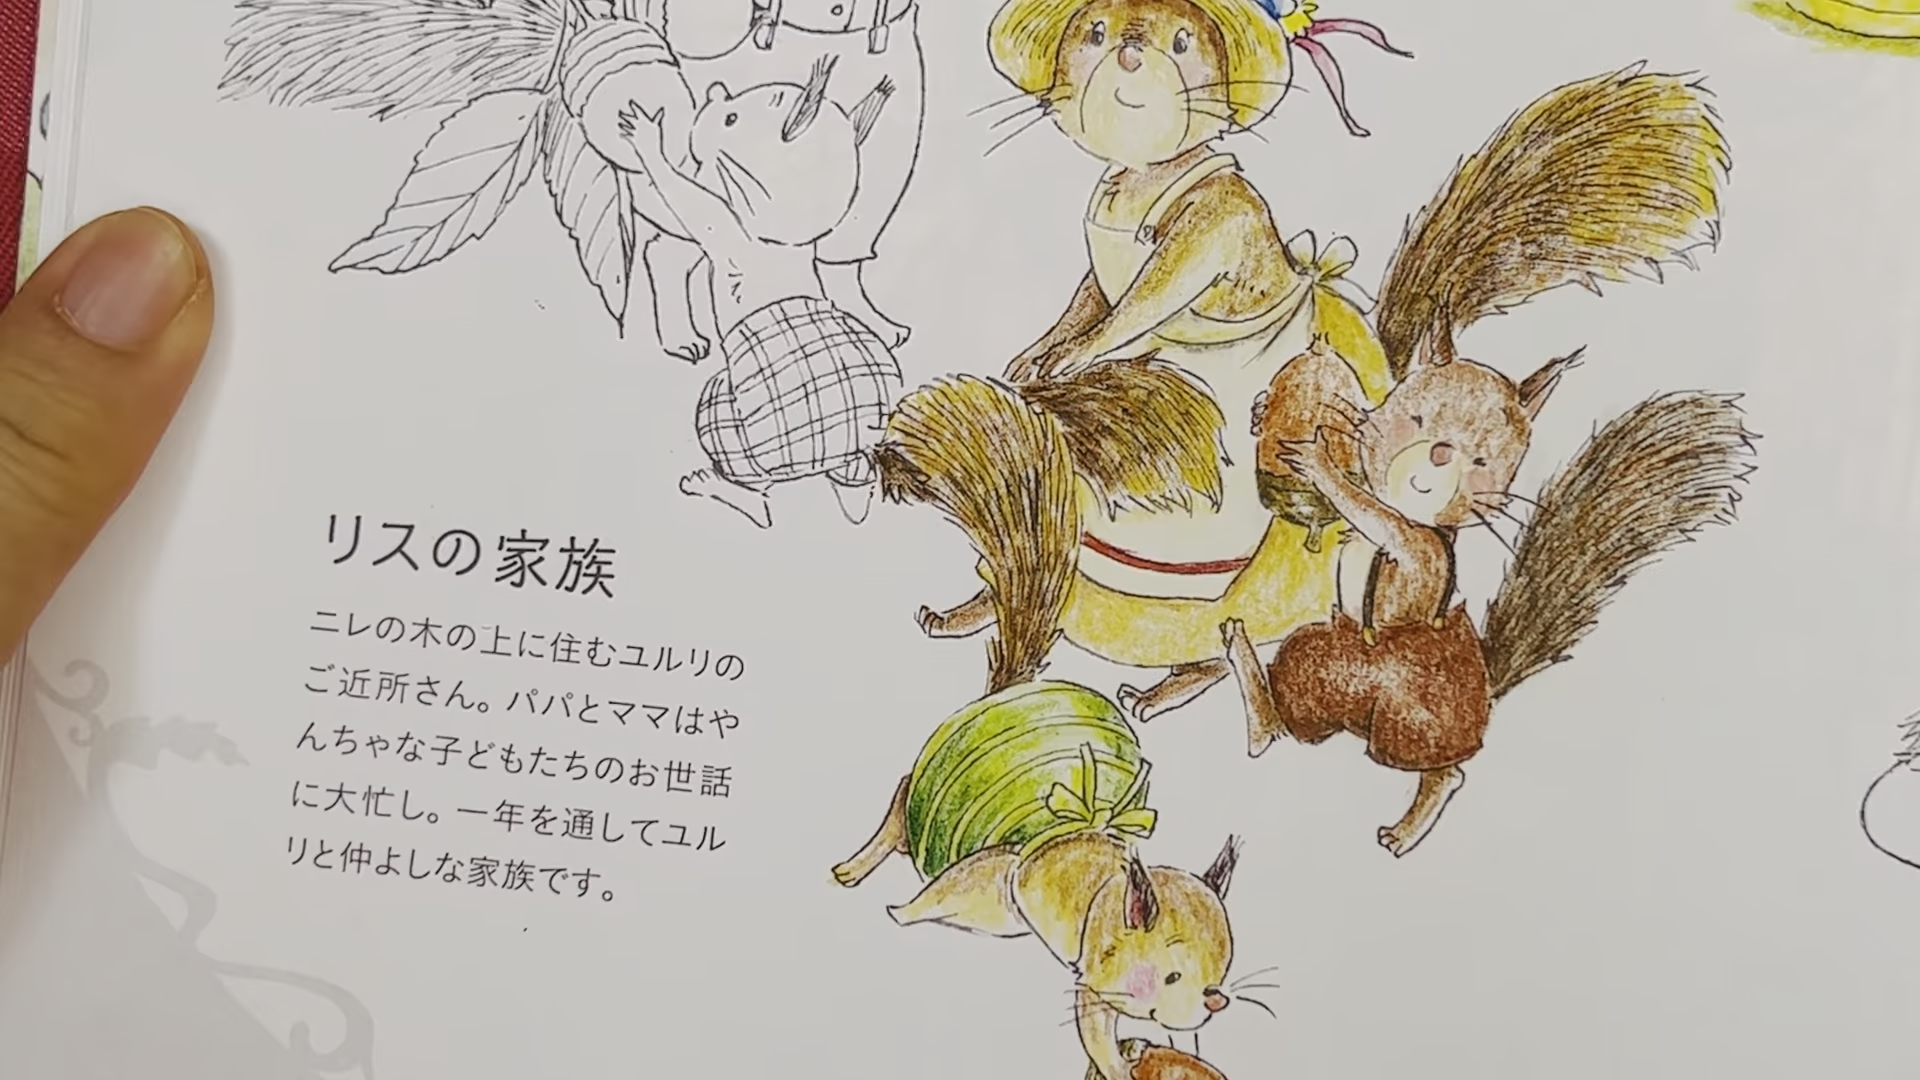 リスの家族
ニレの木の上に住むユルリの
ご近所さん。パパとママはや
んちゃな子どもたちのお世話
に大忙し。一年を通してユル
リと仲よしな家族です。